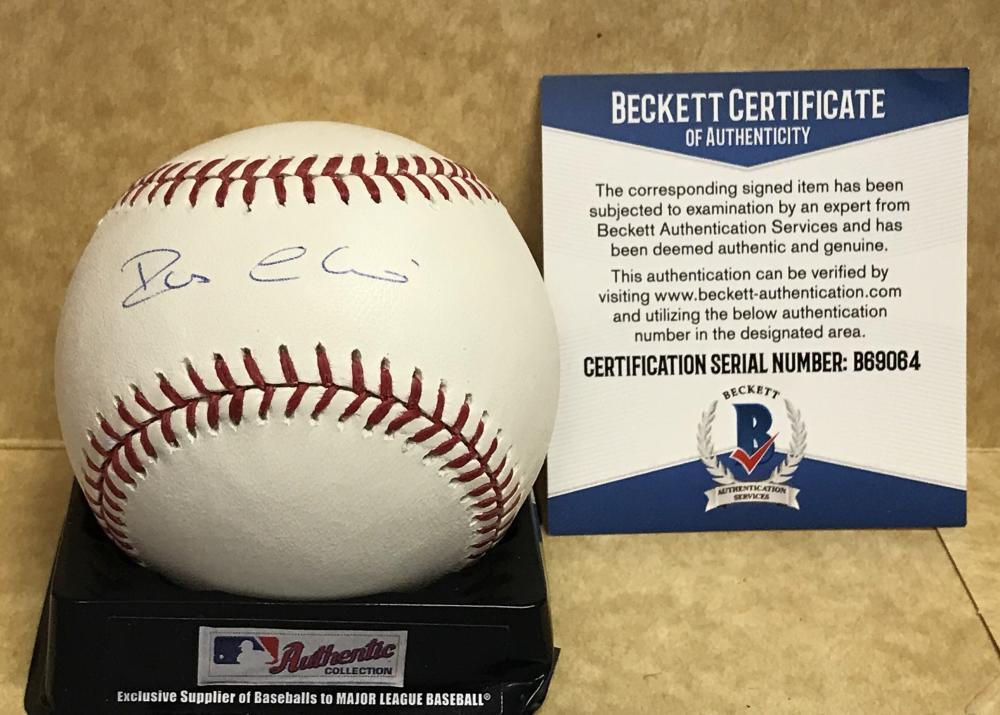 BECKETT CERTIFICATE
OF AUTHENTICITY
The corresponding signed item has been
subjected to examination by an expert from
Beckett Authentication Services and has
been deemed authentic and genuine.
This authentication can be verified by
visiting www.beckett-authentication.com
and utilizing the below authentication
number in the designated area.
CERTIFICATION SERIAL NUMBER: B69064
BECKETT
B
AUTHENTICATION
SERVICES
Authentic
COLLECTION
Exclusive Supplier of Baseballs to MAJOR LEAGUE BASEBALL®